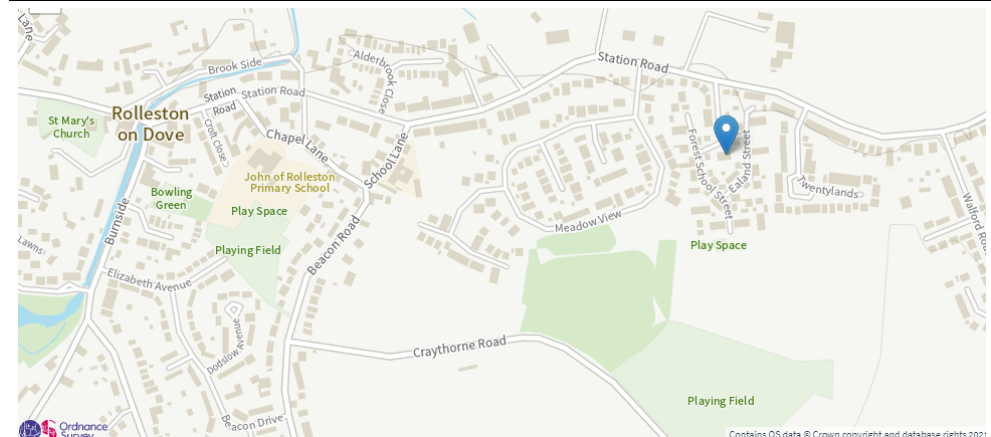 Lane
Brook Side
Alderbrook Close
Station Road
Station
Road
Station Road
Rolleston
on Dove
St Mary's
Church
Croft Close
Chapel Lane
School Lane
John of Rolleston
Primary School
Bowling
Green
Play Space
Playing Field
Burnside
Lawns
Elizabeth Avenue
Beacon Road
Dodslow Avenue
Beacon Drive
Craythorne Road
Meadow View
Forest School Street
Ealand Street
Twentylands
Play Space
Walford Road
Playing Field
Ordnance
Survey
Contains OS data © Crown copyright and database rights 2021